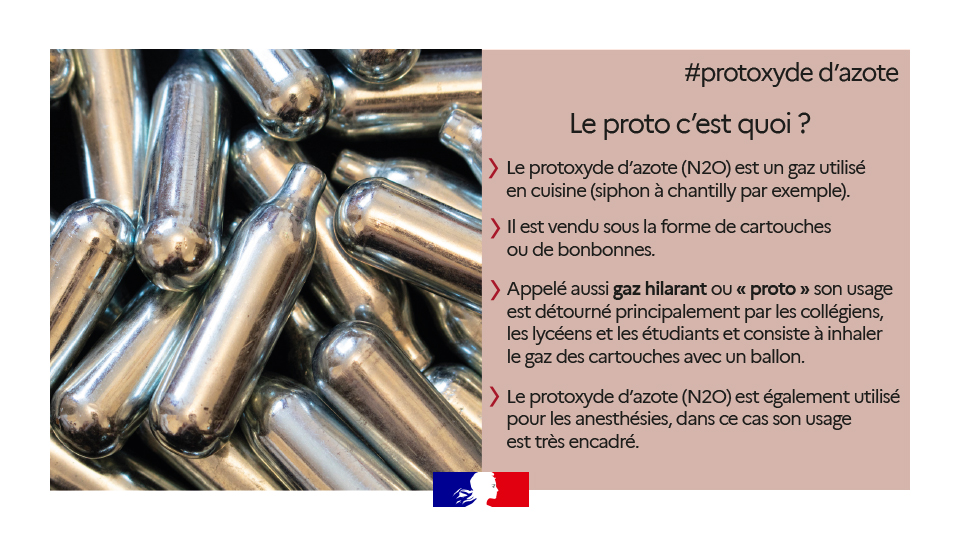 #protoxyde d’azote
Le proto c’est quoi ?
Le protoxyde d’azote (N2O) est un gaz utilisé
en cuisine (siphon à chantilly par exemple).
Il est vendu sous la forme de cartouches
ou de bonbonnes.
Appelé aussi gaz hilarant ou « proto » son usage
est détourné principalement par les collégiens,
les lycéens et les étudiants et consiste à inhaler
le gaz des cartouches avec un ballon.
Le protoxyde d’azote (N2O) est également utilisé
pour les anesthésies, dans ce cas son usage
est très encadré.